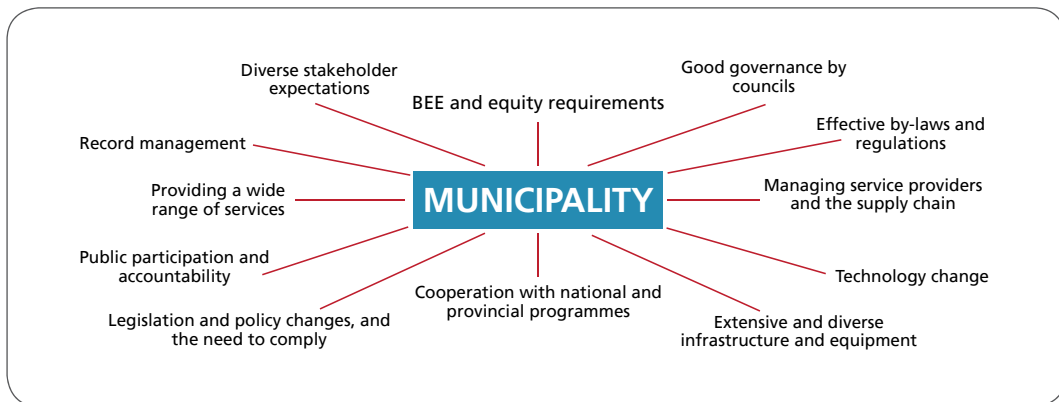 Diverse stakeholder
expectations
BEE and equity requirements
Good governance by
councils
Record management
Effective by-laws and
regulations
Providing a wide
range of services
MUNICIPALITY
Managing service providers
and the supply chain
Public participation and
accountability
Technology change
Legislation and policy changes, and
the need to comply
Cooperation with national and
provincial programmes
Extensive and diverse
infrastructure and equipment